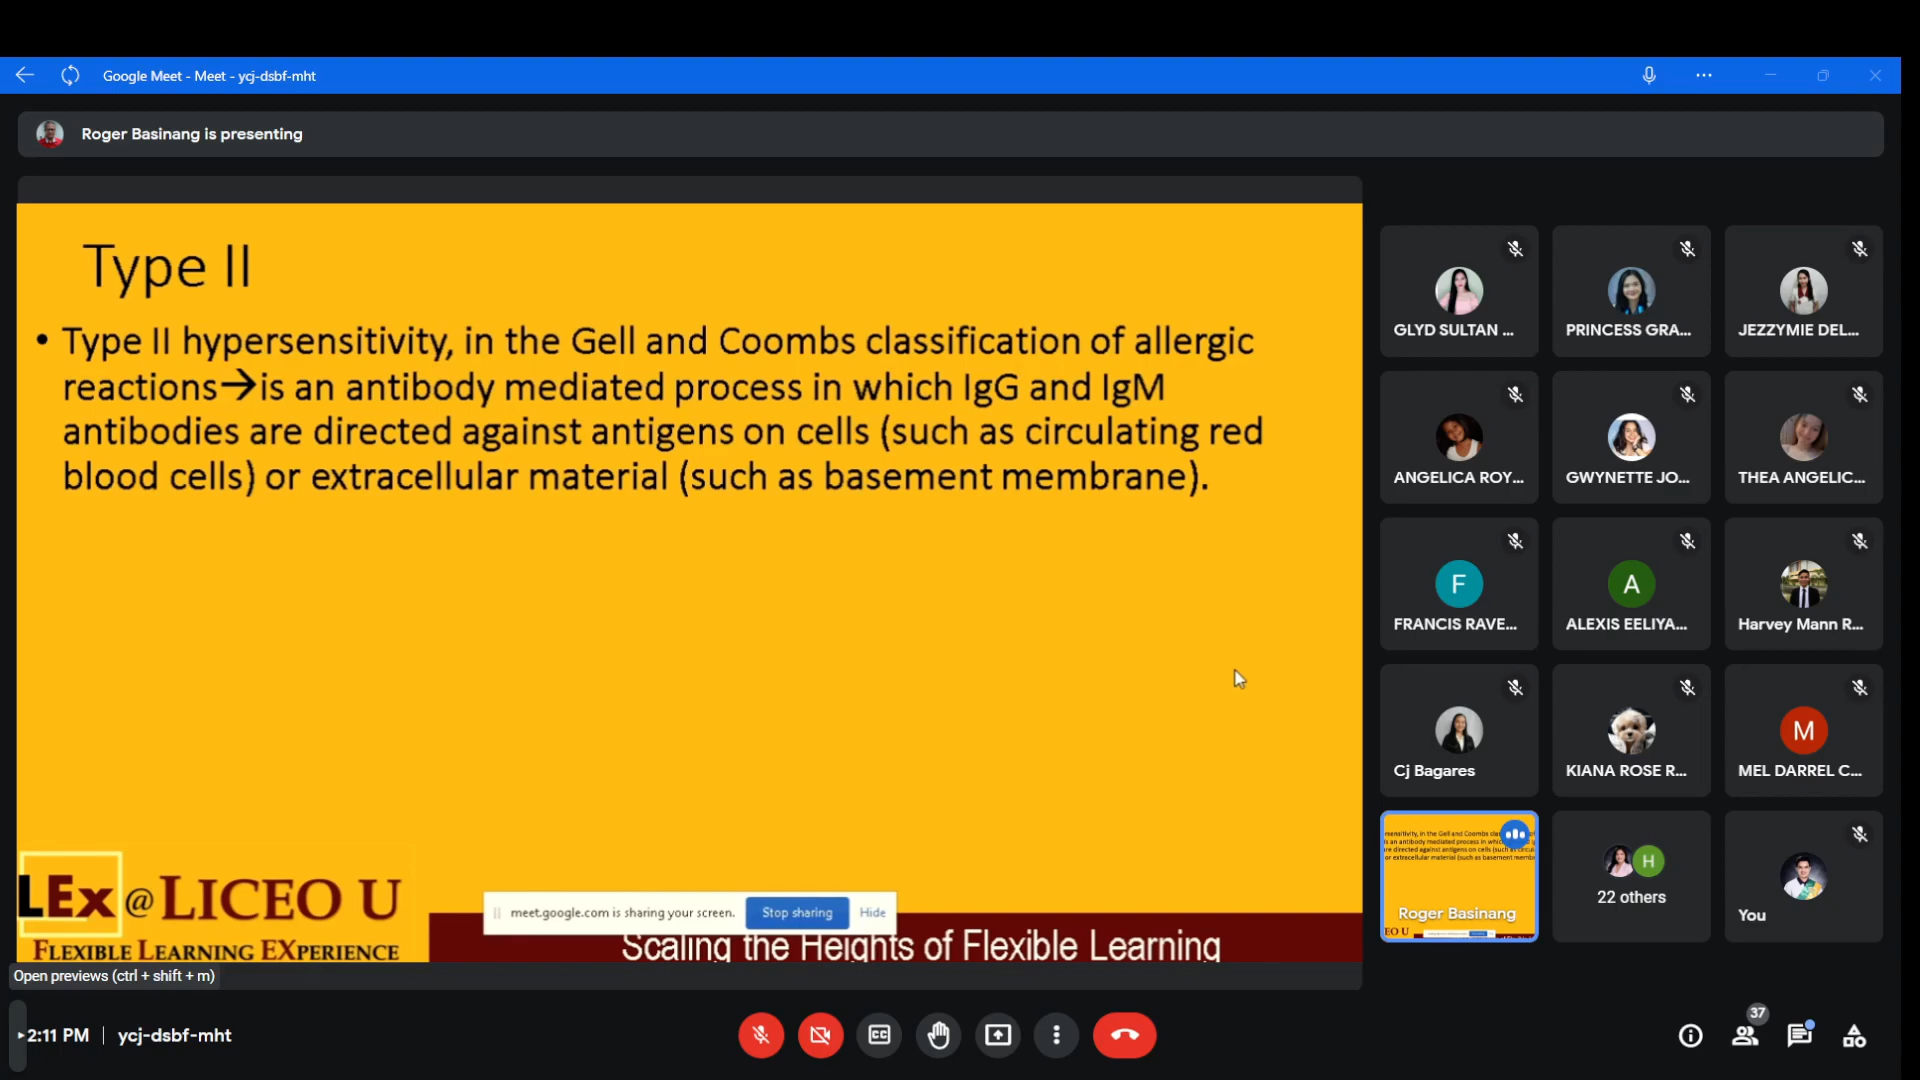 Google Meet - Meet - ycj-dsbf-mht
Roger Basinang is presenting
Type II
• Type II hypersensitivity, in the Gell and Coombs classification of allergic
reactions→is an antibody mediated process in which IgG and IgM
antibodies are directed against antigens on cells (such as circulating red
blood cells) or extracellular material (such as basement membrane).
LEx @ LICEO U
FLEXIBLE LEARNING EXPERIENCE
meet.google.com is sharing your screen.
Stop sharing
Hide
Scaling the Heights of Flexible Learning
Open previews (ctrl + shift + m)
GLYD SULTAN ...
PRINCESS GRA...
JEZZYMIE DEL...
ANGELICA ROY...
GWYNETTE JO...
THEA ANGELIC...
F
FRANCIS RAVE...
A
ALEXIS EELIYA...
Harvey Mann R...
Cj Bagares
KIANA ROSE R...
M
MEL DARREL C...
Roger Basinang
H
22 others
You
2:11 PM | ycj-dsbf-mht
CC
37